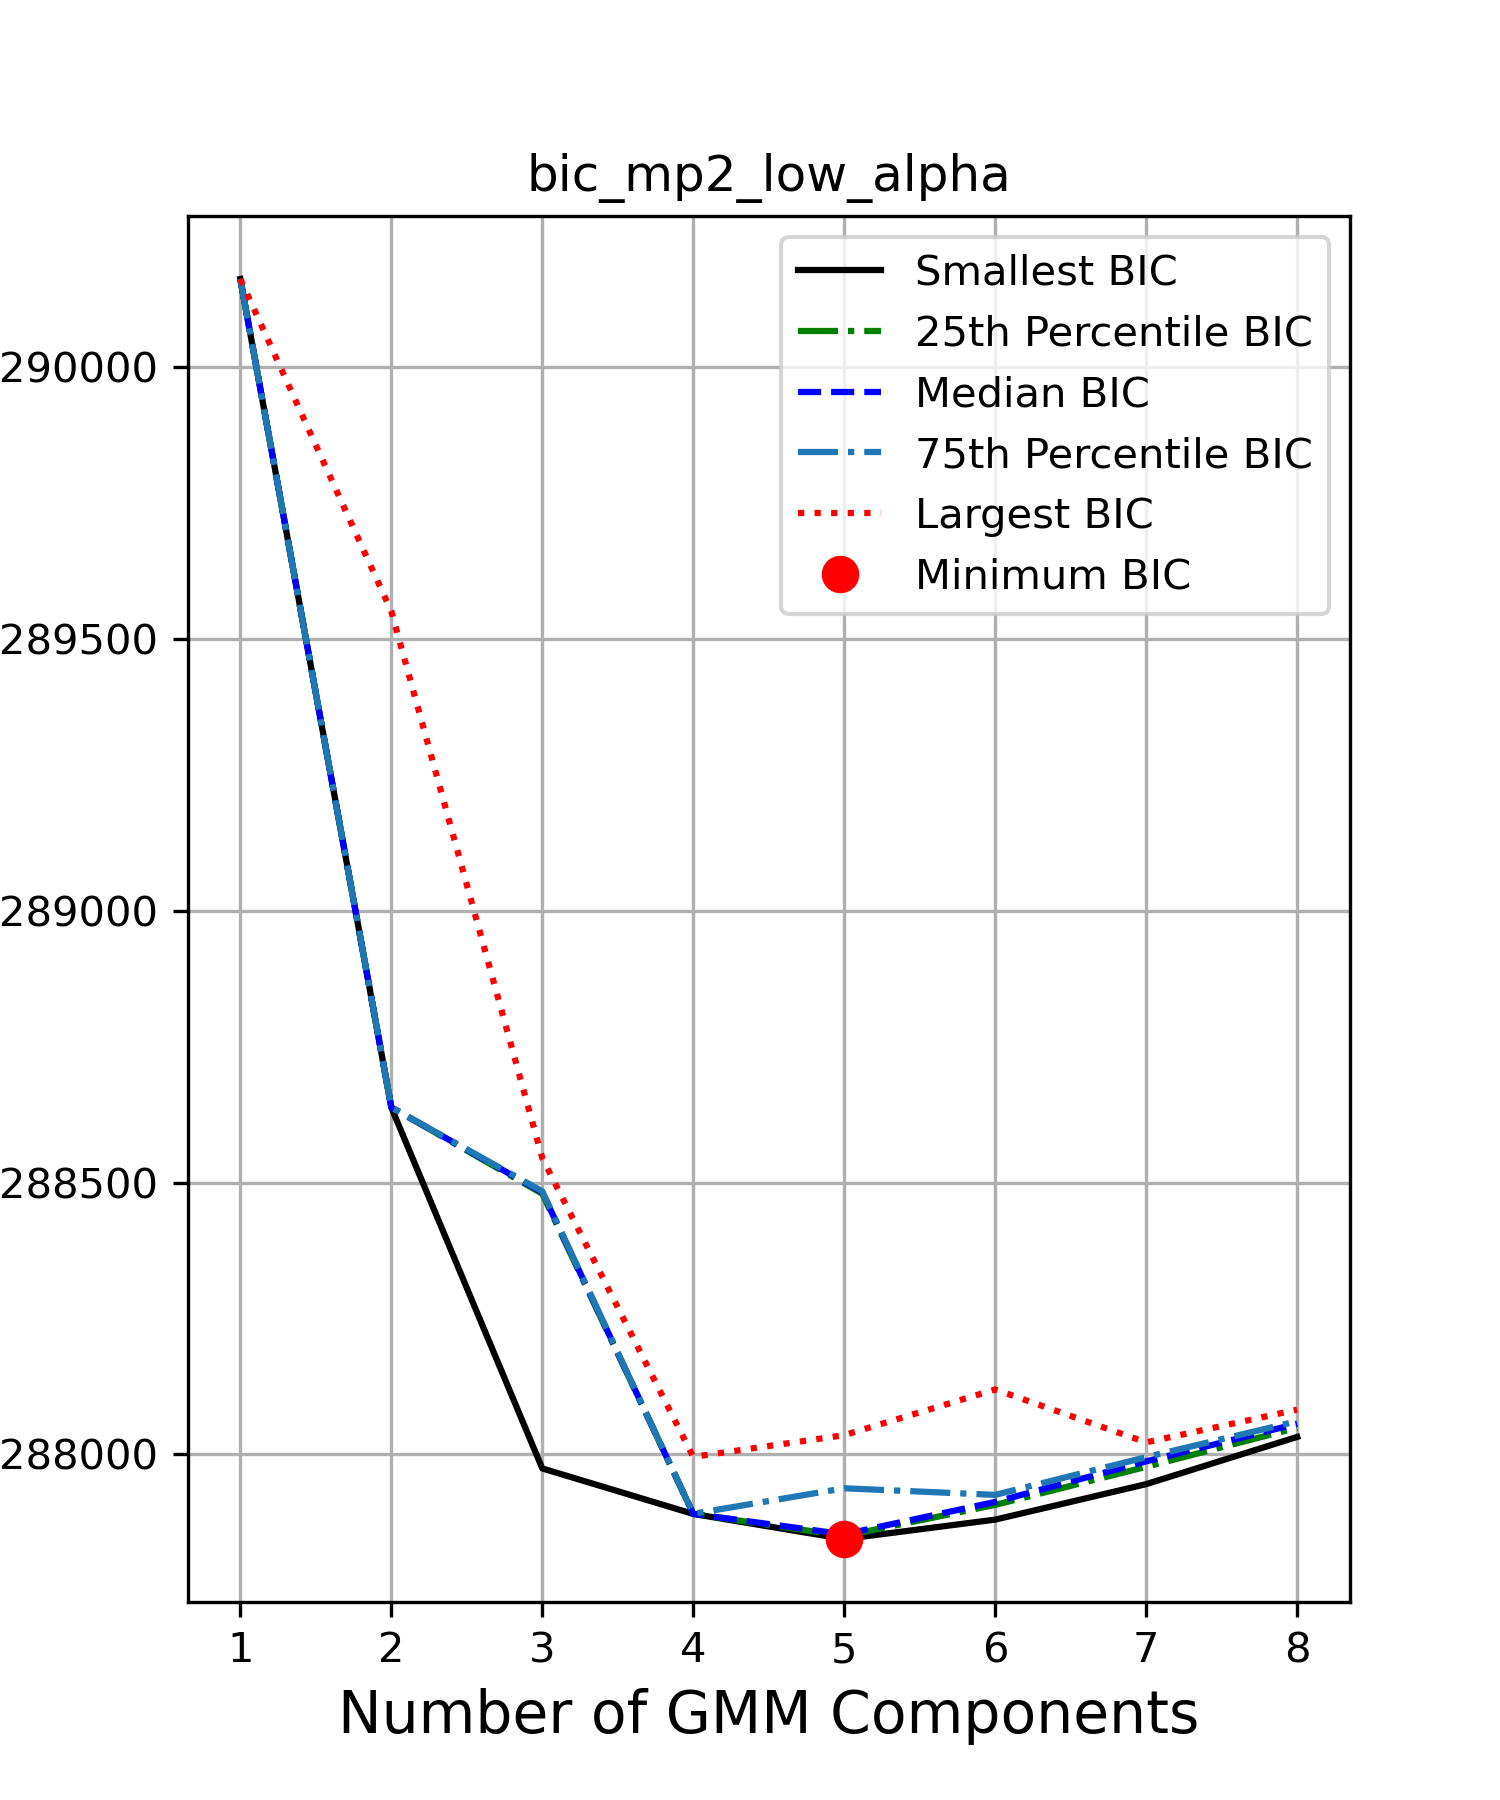 bic_mp2_low_alpha
Smallest BIC
25th Percentile BIC
Median BIC
75th Percentile BIC
Largest BIC
Minimum BIC
290000
289500
289000
288500
288000
1 2 3 4 5 6 7 8
Number of GMM Components